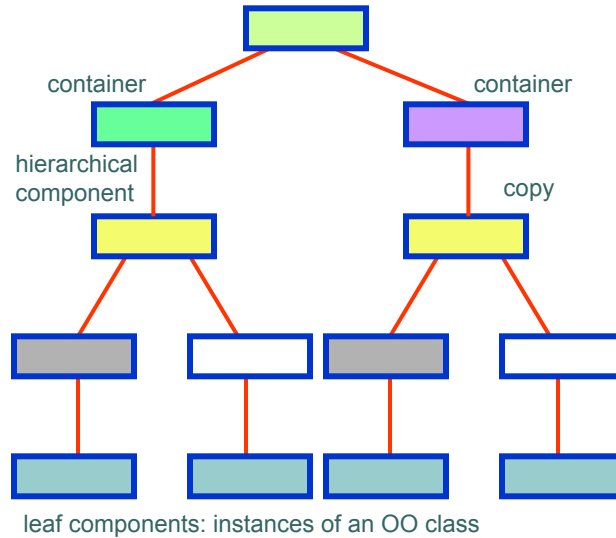 container
container
hierarchical
component
copy
leaf components: instances of an OO class